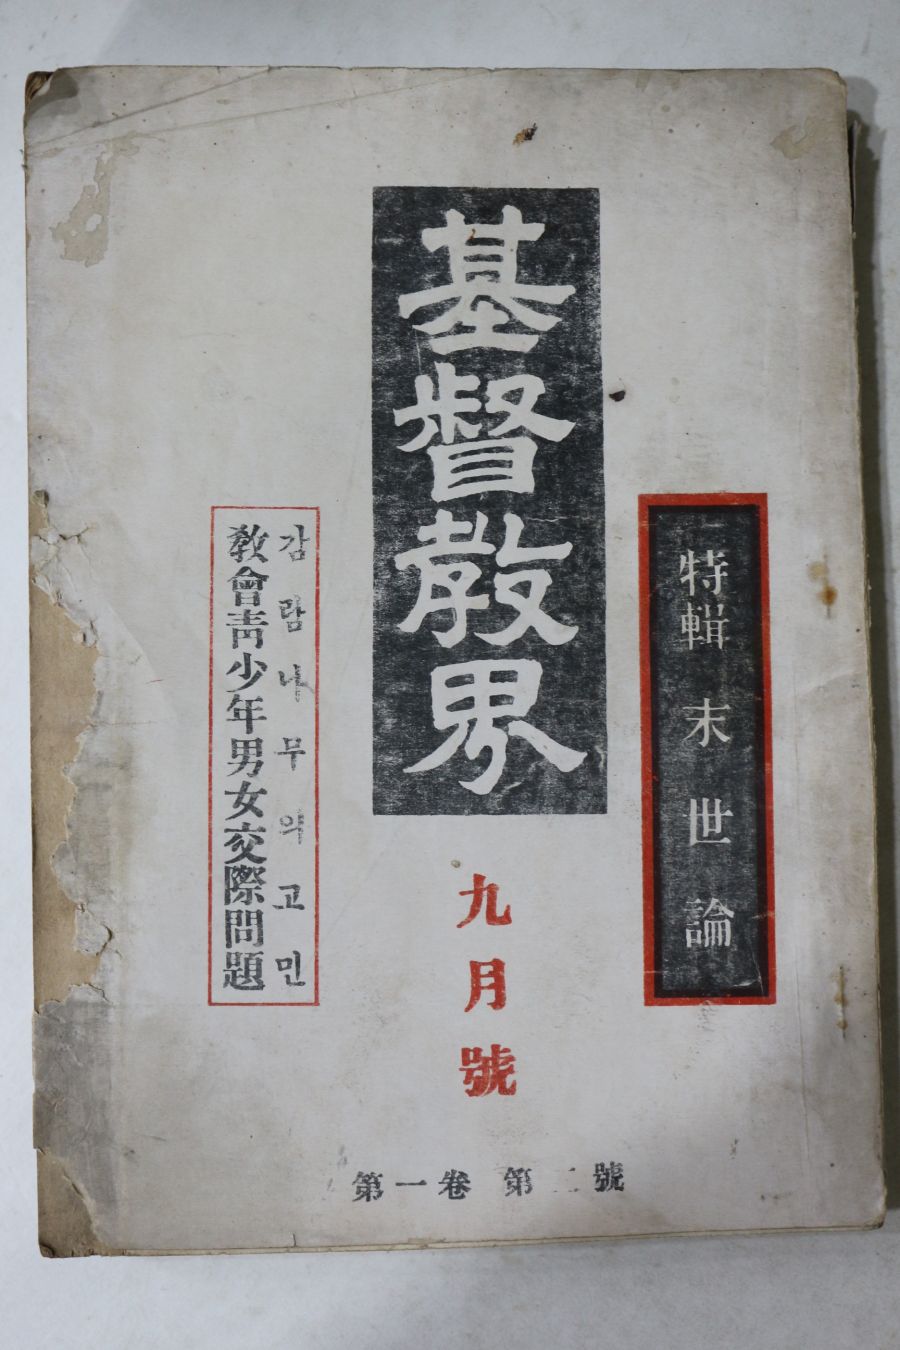 特輯 末世論
基督教界
九月號
감람나무의고민
敎會靑少年男女交際問題
第一卷 第二號